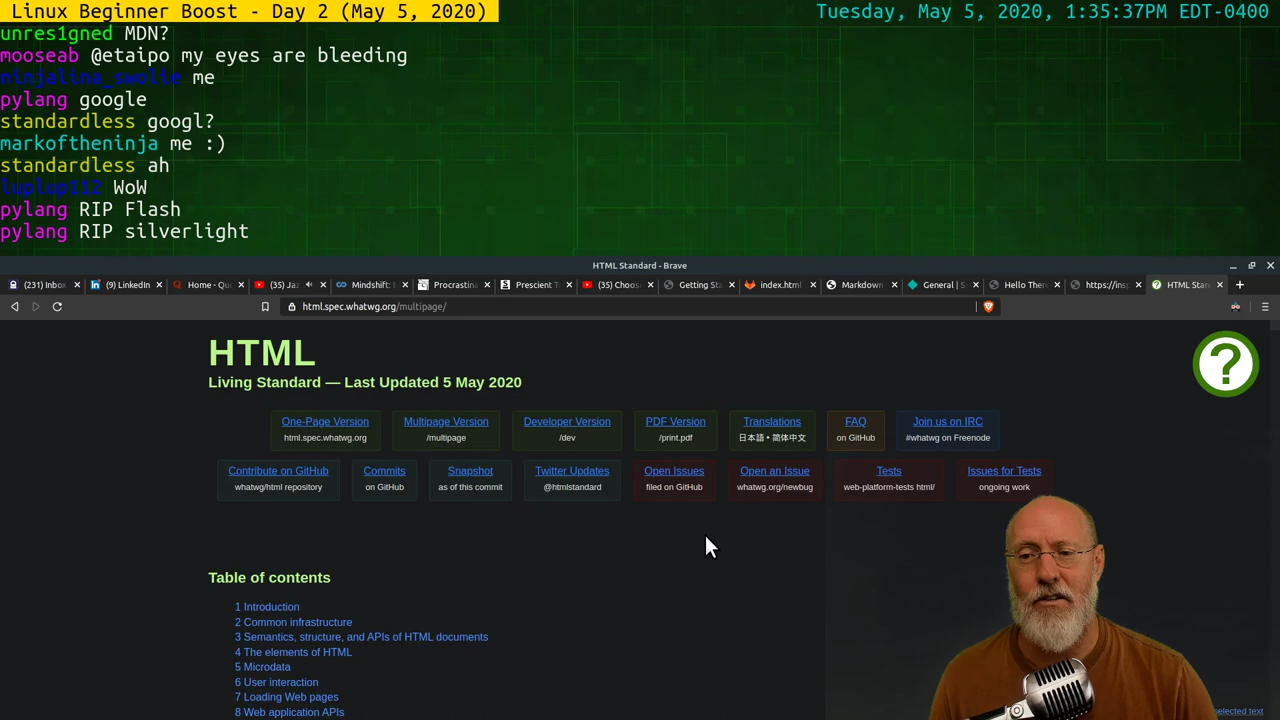 Linux Beginner Boost - Day 2 (May 5, 2020)
Tuesday, May 5, 2020, 1:35:37PM EDT-0400
unres1gned MDN?
mooseab @etaipo my eyes are bleeding
ninjalina_swolie me
pylang google
standardless googl?
markoftheninja me :)
standardless ah
luplup112 WoW
pylang RIP Flash
pylang RIP silverlight
HTML Standard - Brave
(231) Inbox
(9) LinkedIn
Home - Qu
(35) Ja
Mindshift:
Procrastina
Prescient T
(35) Choos
Getting Sta
index.html
Markdown
General | S
Hello There
https://insp
HTML Stan
html.spec.whatwg.org/multipage/
HTML
Living Standard — Last Updated 5 May 2020
One-Page Version
html.spec.whatwg.org
Multipage Version
/multipage
Developer Version
/dev
PDF Version
/print.pdf
Translations
日本語 • 简体中文
FAQ
on GitHub
Join us on IRC
#whatwg on Freenode
Contribute on GitHub
whatwg/html repository
Commits
on GitHub
Snapshot
as of this commit
Twitter Updates
@htmlstandard
Open Issues
filed on GitHub
Open an Issue
whatwg.org/newbug
Tests
web-platform-tests html/
Issues for Tests
ongoing work
Table of contents
1 Introduction
2 Common infrastructure
3 Semantics, structure, and APIs of HTML documents
4 The elements of HTML
5 Microdata
6 User interaction
7 Loading Web pages
8 Web application APIs
selected text